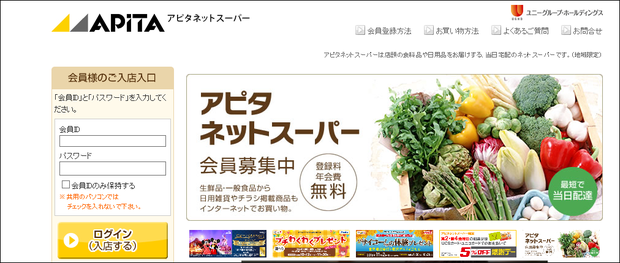 APiTA アピタネットスーパー
ユニーグループ・ホールディングス
会員登録方法 お買い物方法 よくあるご質問 お問合せ
アピタネットスーパーは店頭の食料品や日用品をお届けする、当日宅配のネットスーパーです。(地域限定)
会員様のご入店入口
「会員ID」と「パスワード」を入力してく
ださい。
会員ID
パスワード
会員IDのみ保持する
※共用のパソコンでは
チェックを入れないで下さい。
ログイン
(入店する)
アピタ
ネットスーパー
会員募集中
登録料
年会費
無料
生鮮品・一般食品から
日用雑貨やチラシ掲載商品も
インターネットでお買い物。
最短で
当日配達
プチわくわくプレゼント
アピタ
ネットスーパー